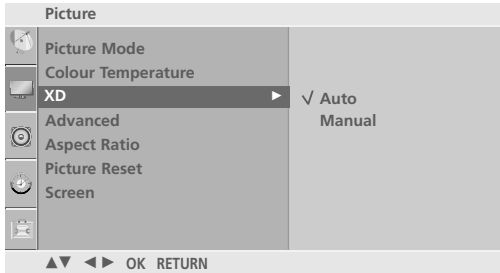 Picture
Picture Mode
Colour Temperature
XD ►
√ Auto
Manual
Advanced
Aspect Ratio
Picture Reset
Screen
▲▼ ◄► OK RETURN